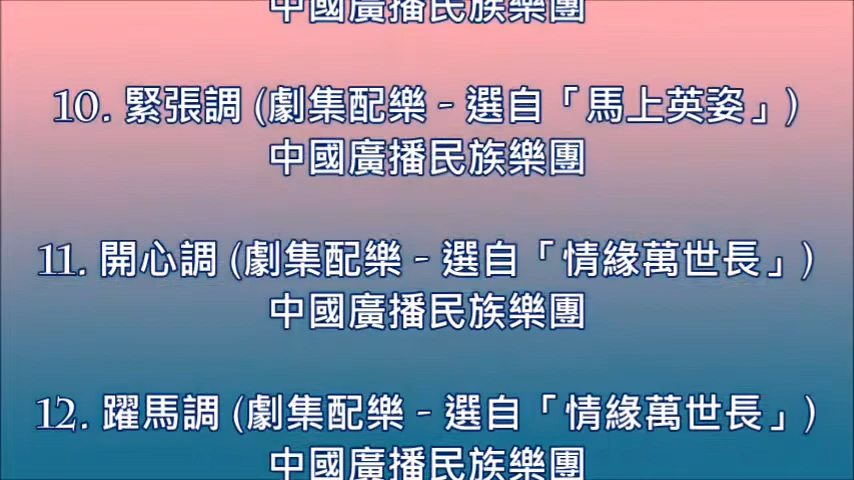 中國廣播民族樂團
10. 緊張調 (劇集配樂 - 選自「馬上英姿」)
中國廣播民族樂團
11. 開心調 (劇集配樂 - 選自「情緣萬世長」)
中國廣播民族樂團
12. 躍馬調 (劇集配樂 - 選自「情緣萬世長」)
中國廣播民族樂團